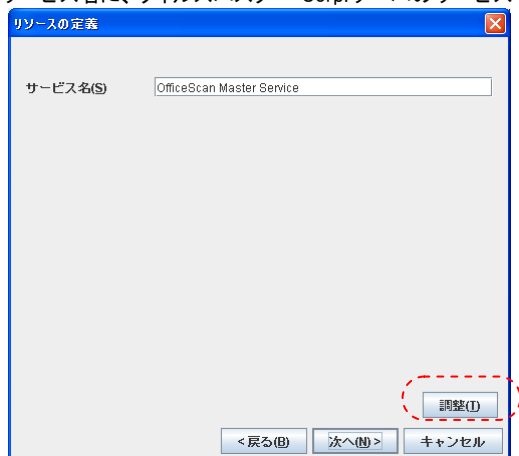 リソースの定義
サービス名(S) OfficeScan Master Service
調整(T)
<戻る(B) 次へ(N)> キャンセル